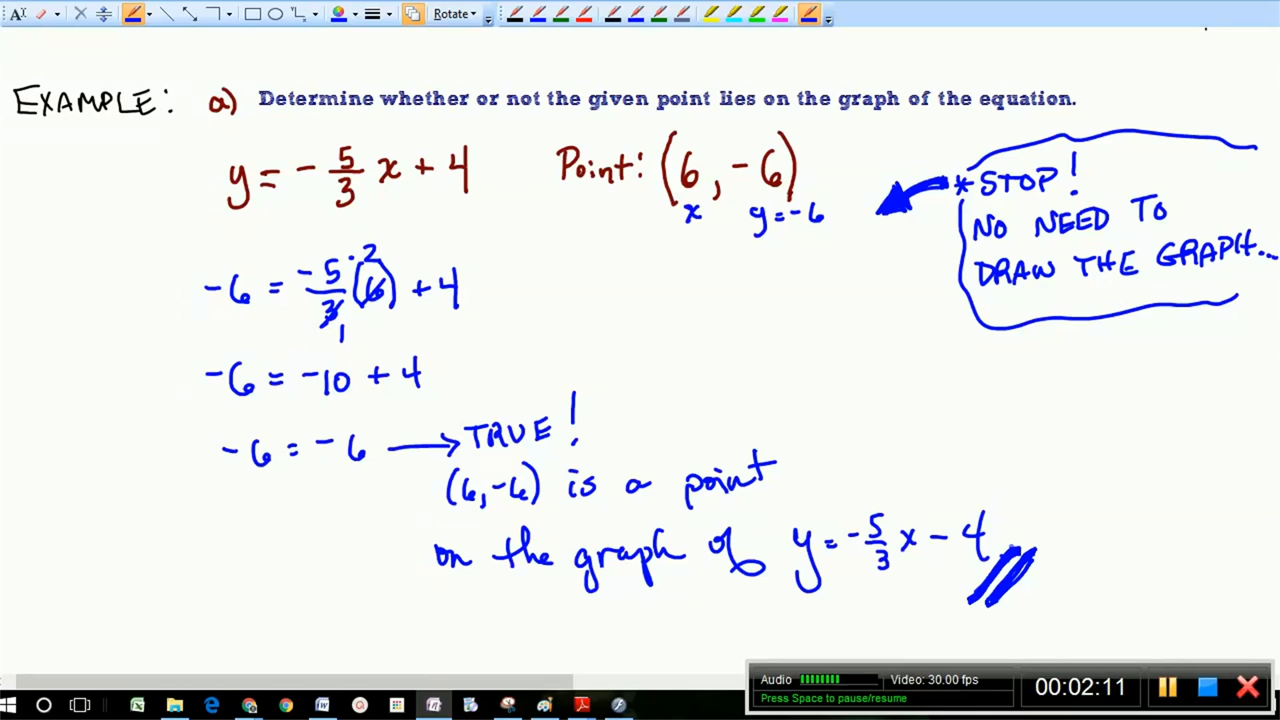 A
Rotate
EXAMPLE: a) Determine whether or not the given point lies on the graph of the equation.
y = - 5/3 x + 4 Point: (6, -6)
x y = -6
* STOP!
NO NEED TO
DRAW THE GRAPH...
-6 = -5/3 (6) + 4
2
1
-6 = -10 + 4
-6 = -6 → TRUE!
(6, -6) is a point
on the graph of y = -5/3 x - 4
Audio Video: 30.00 fps
Press Space to pause/resume
00:02:11